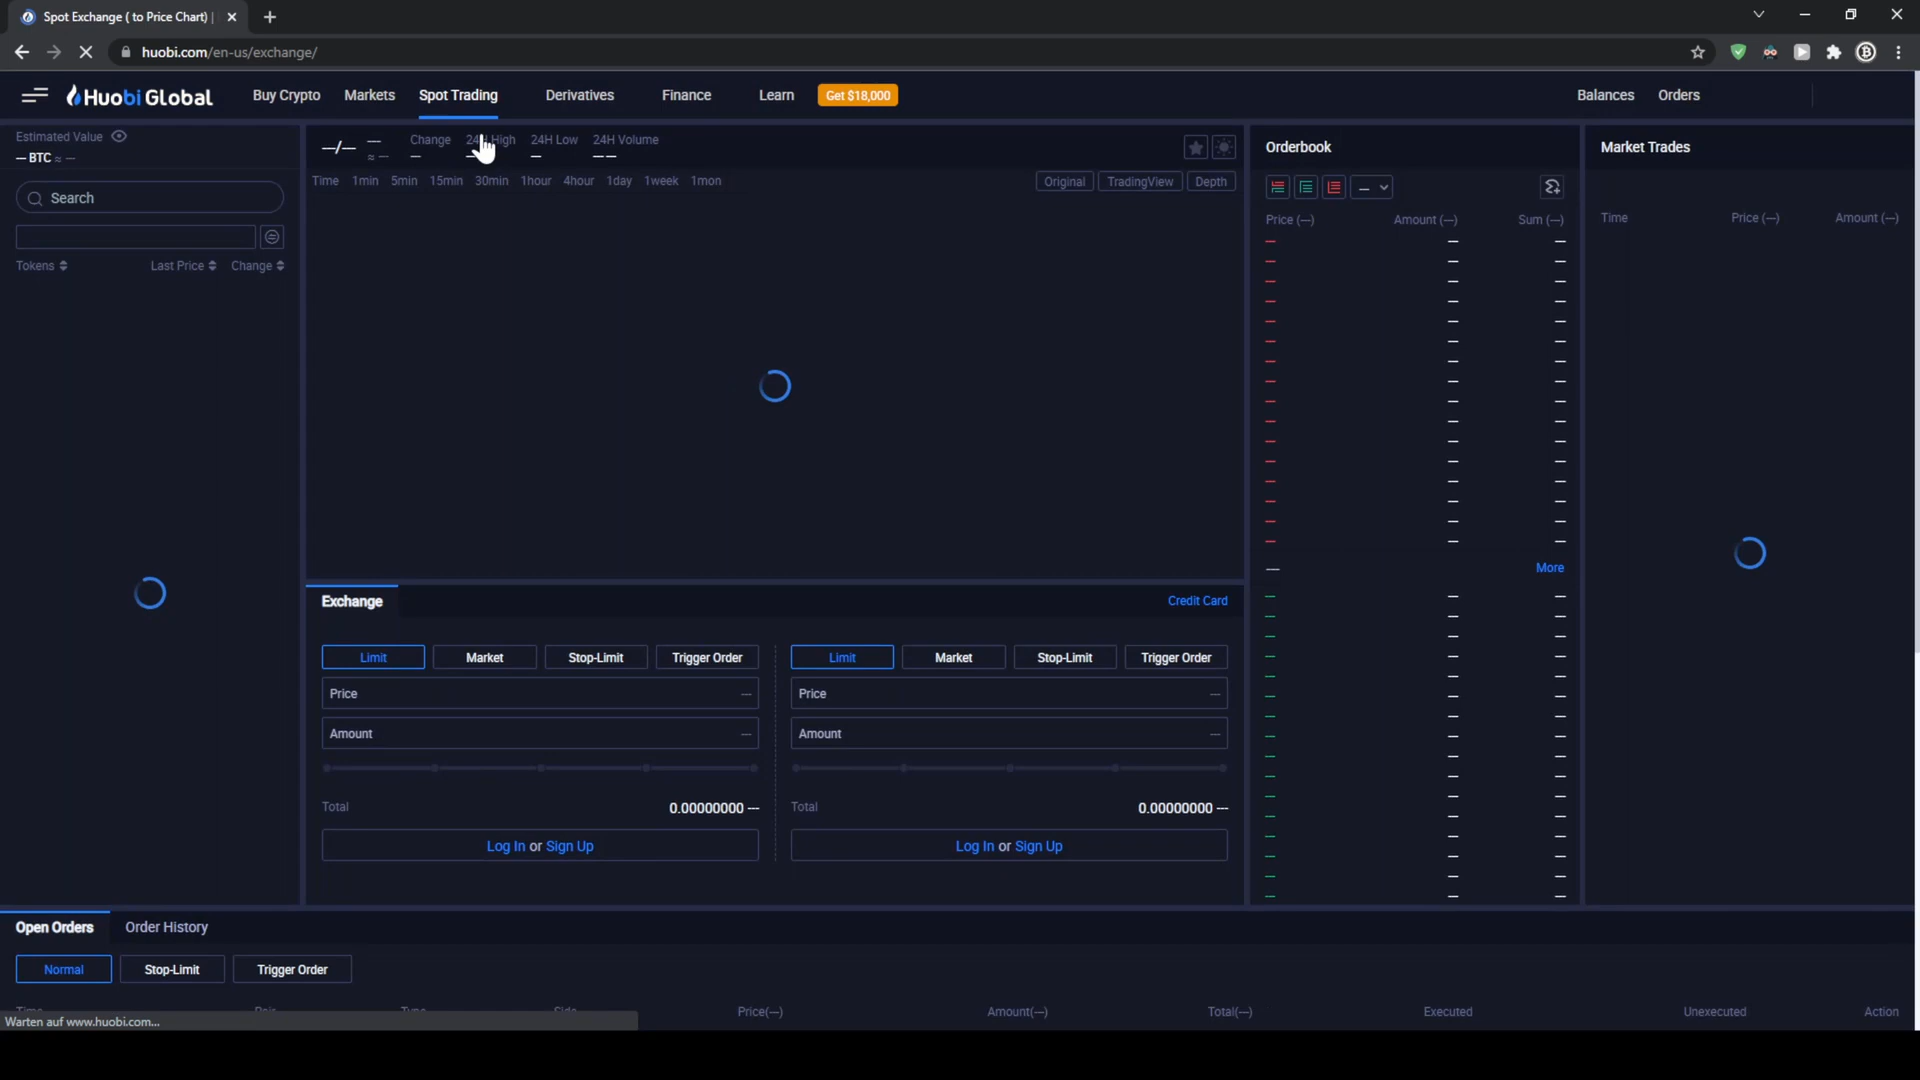 Spot Exchange ( to Price Chart) |
huobi.com/en-us/exchange/
Huobi Global
Buy Crypto Markets Spot Trading Derivatives Finance Learn Get $18,000 Balances Orders
Estimated Value
— BTC ≈ —
Search
Tokens Last Price Change
—/— — ≈ —
Change 24H High 24H Low 24H Volume
— — — — —
Time 1min 5min 15min 30min 1hour 4hour 1day 1week 1mon
Original TradingView Depth
Exchange Credit Card
Limit Market Stop-Limit Trigger Order
Price —
Amount —
Total 0.00000000 —
Log In or Sign Up
Limit Market Stop-Limit Trigger Order
Price —
Amount —
Total 0.00000000 —
Log In or Sign Up
Orderbook
—
Price (—) Amount (—) Sum (—)
— More
Market Trades
Time Price (—) Amount (—)
Open Orders Order History
Normal Stop-Limit Trigger Order
Time Pair Type Side Price(—) Amount(—) Total(—) Executed Unexecuted Action
Warten auf www.huobi.com...